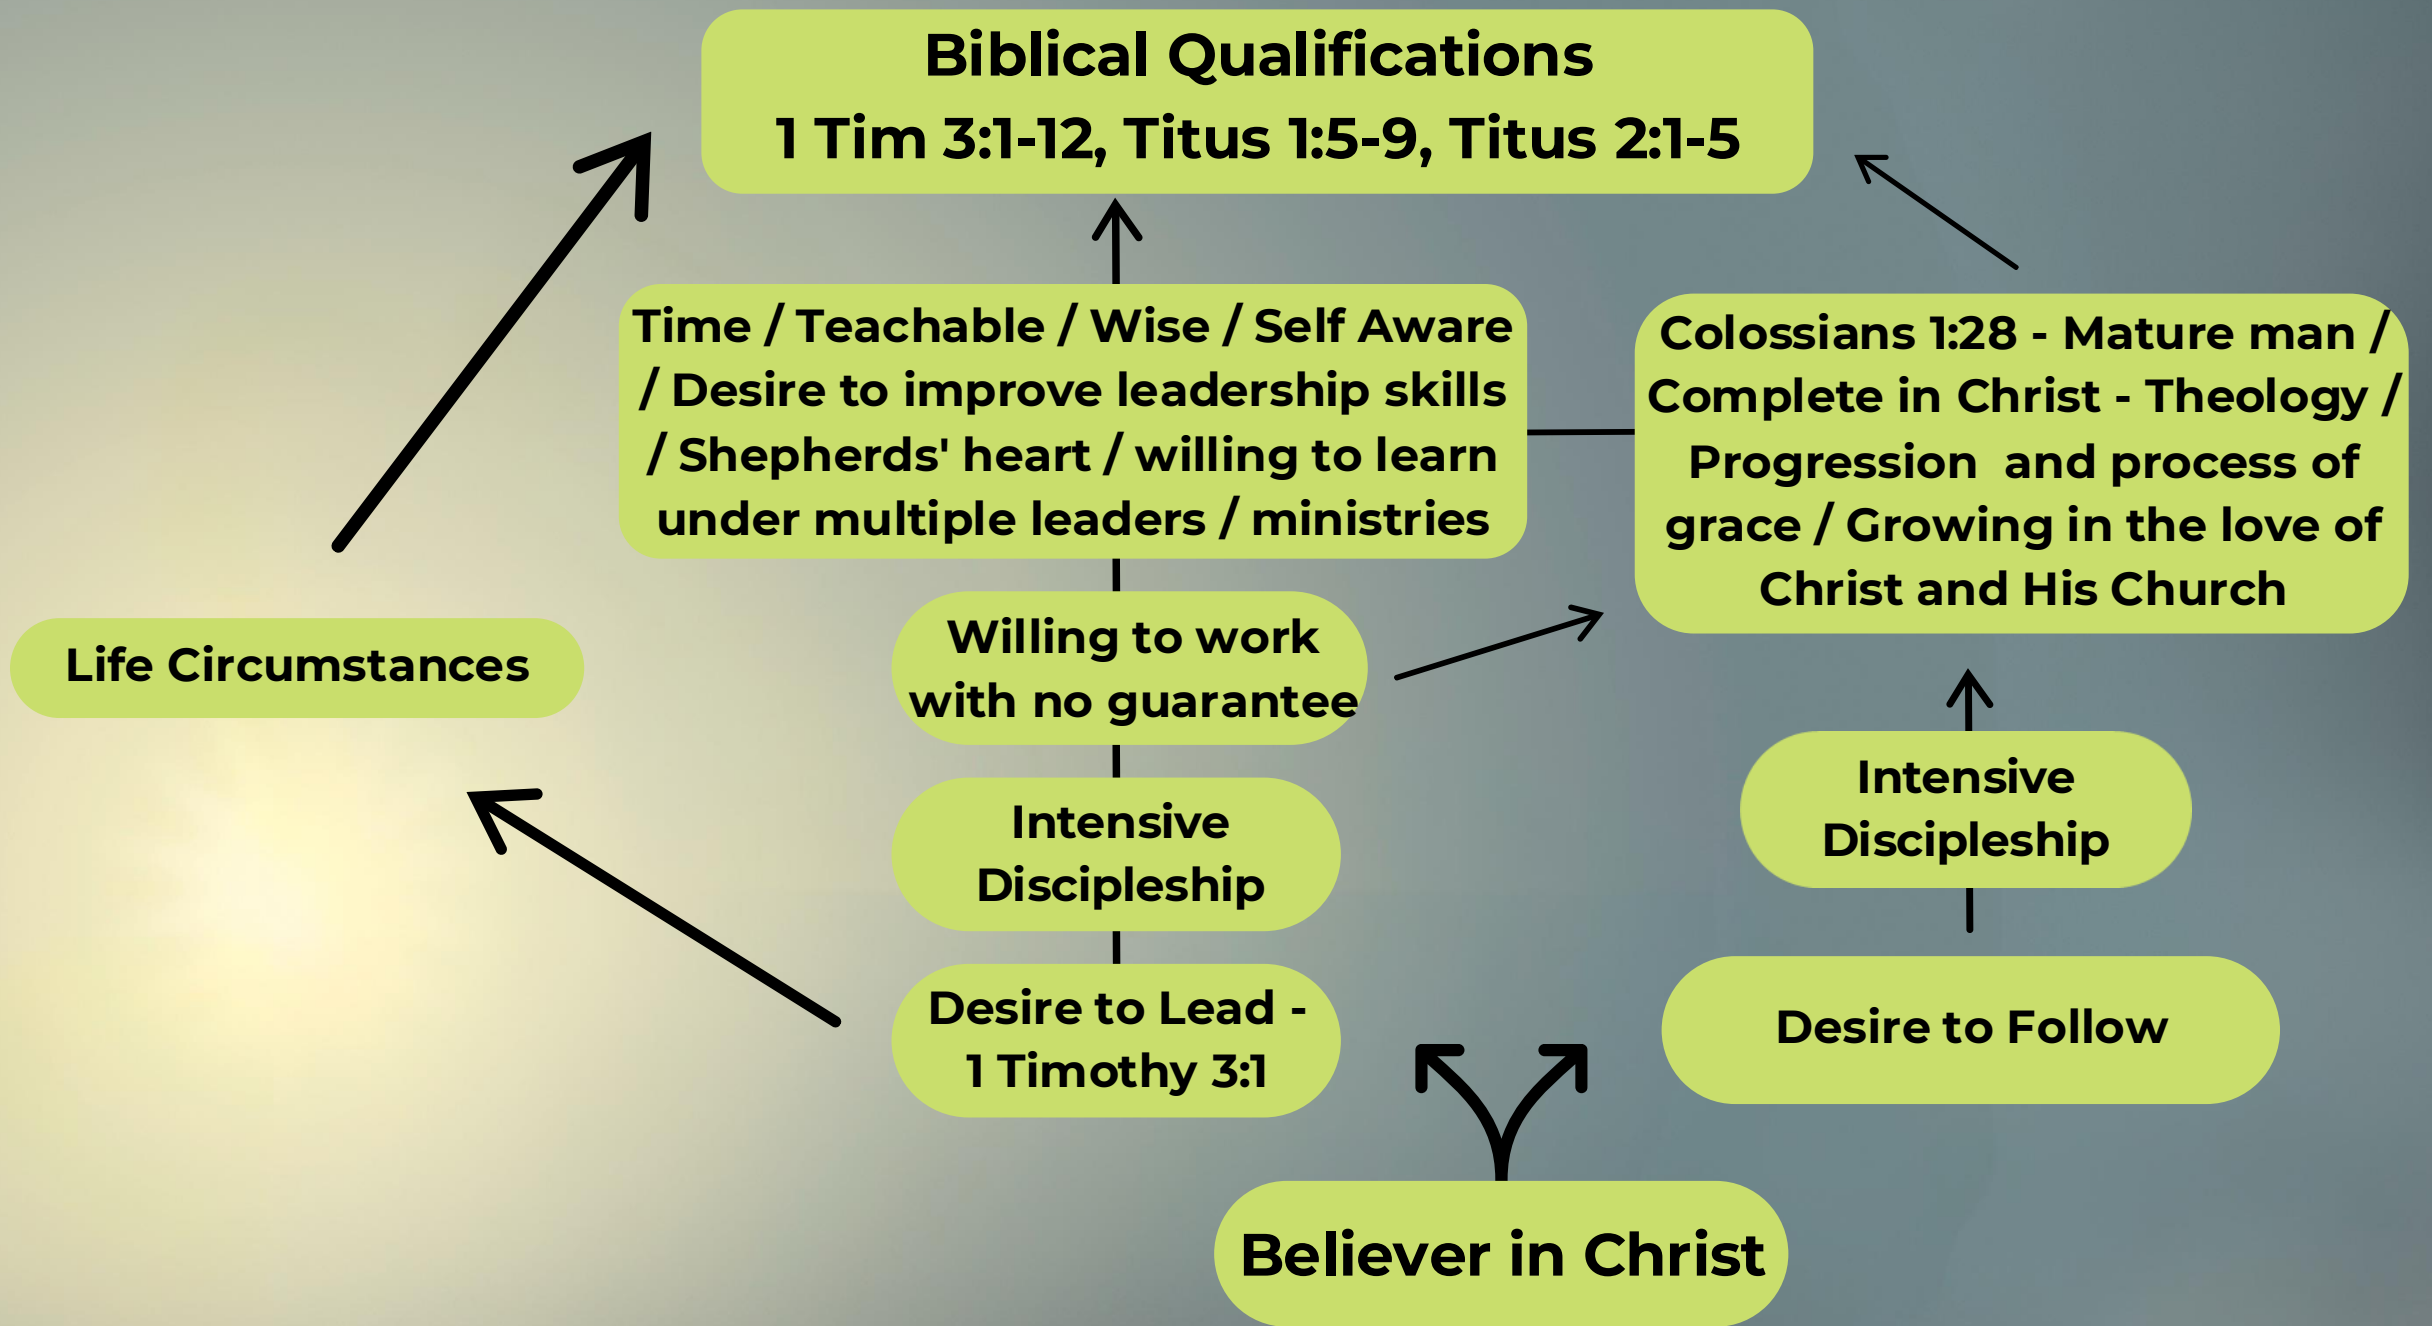 Biblical Qualifications
1 Tim 3:1-12, Titus 1:5-9, Titus 2:1-5
Time / Teachable / Wise / Self Aware
/ Desire to improve leadership skills
/ Shepherds' heart / willing to learn
under multiple leaders / ministries
Colossians 1:28 - Mature man /
Complete in Christ - Theology /
Progression  and process of
grace / Growing in the love of
Christ and His Church
Life Circumstances
Willing to work
with no guarantee
Intensive
Discipleship
Intensive
Discipleship
Desire to Lead -
1 Timothy 3:1
Desire to Follow
Believer in Christ